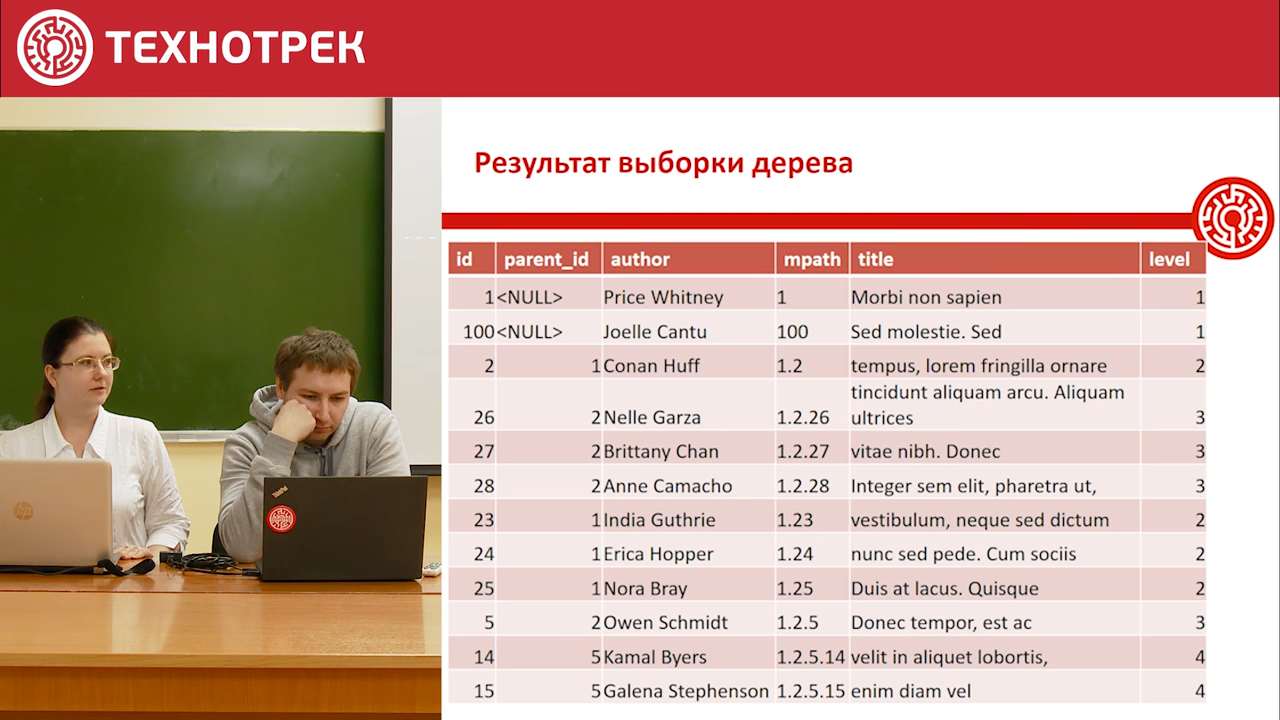 ТЕХНОТРЕК
Результат выборки дерева
id parent_id author mpath title level
1 <NULL> Price Whitney 1 Morbi non sapien 1
100 <NULL> Joelle Cantu 100 Sed molestie. Sed 1
2 1 Conan Huff 1.2 tempus, lorem fringilla ornare 2
26 2 Nelle Garza 1.2.26 tincidunt aliquam arcu. Aliquam
ultrices 3
27 2 Brittany Chan 1.2.27 vitae nibh. Donec 3
28 2 Anne Camacho 1.2.28 Integer sem elit, pharetra ut, 3
23 1 India Guthrie 1.23 vestibulum, neque sed dictum 2
24 1 Erica Hopper 1.24 nunc sed pede. Cum sociis 2
25 1 Nora Bray 1.25 Duis at lacus. Quisque 2
5 2 Owen Schmidt 1.2.5 Donec tempor, est ac 3
14 5 Kamal Byers 1.2.5.14 velit in aliquet lobortis, 4
15 5 Galena Stephenson 1.2.5.15 enim diam vel 4
hp
ThinkPad